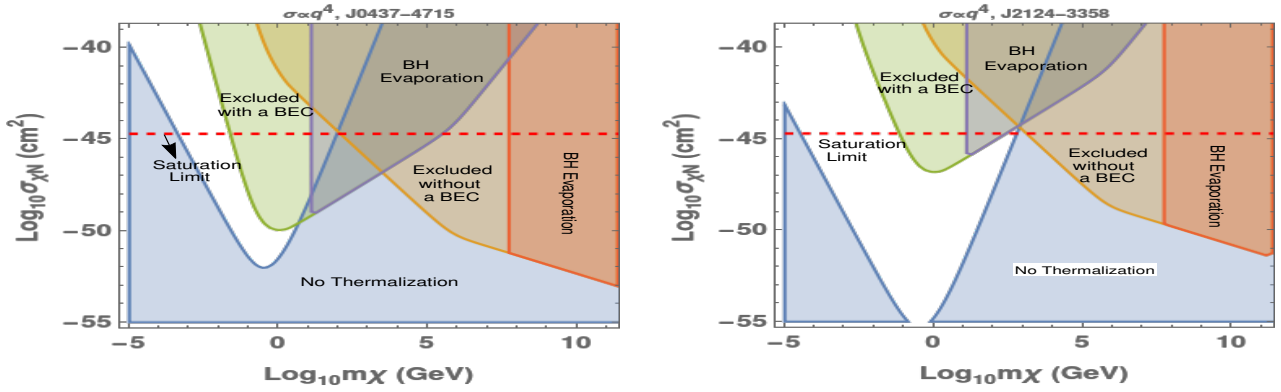 σ∝q⁴, J0437-4715
−40
−45
−50
−55
Log₁₀σχN (cm²)
BH
Evaporation
Excluded
with a BEC
Saturation
Limit
Excluded
without
a BEC
BH Evaporation
No Thermalization
−5
0
5
10
Log₁₀mχ (GeV)
σ∝q⁴, J2124-3358
−40
−45
−50
−55
Log₁₀σχN (cm²)
BH
Evaporation
Excluded
with a BEC
Saturation
Limit
Excluded
without
a BEC
BH Evaporation
No Thermalization
−5
0
5
10
Log₁₀mχ (GeV)